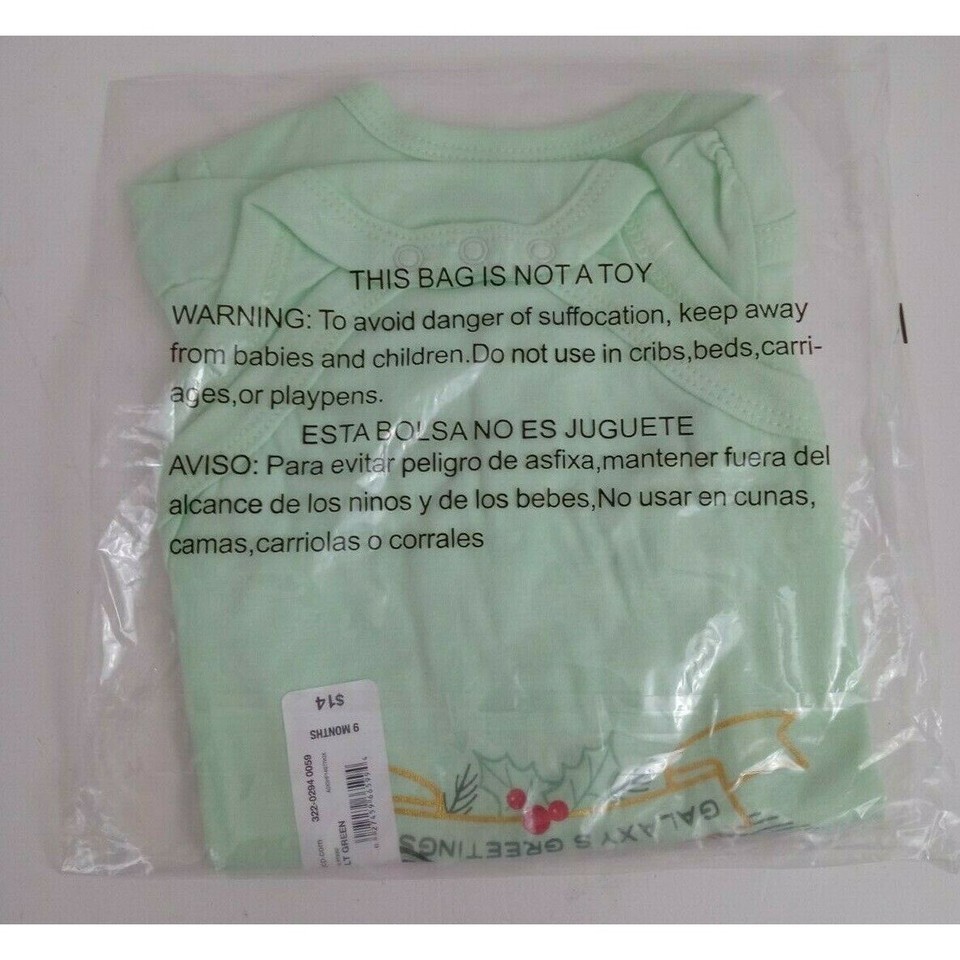 THIS BAG IS NOT A TOY
WARNING: To avoid danger of suffocation, keep away
from babies and children.Do not use in cribs,beds,carri-
ages,or playpens.
ESTA BOLSA NO ES JUGUETE
AVISO: Para evitar peligro de asfixa,mantener fuera del
alcance de los ninos y de los bebes,No usar en cunas,
camas,carriolas o corrales
$14
9 MONTHS
322-0294 0059
LT GREEN
GALAXY'S GREETINGS